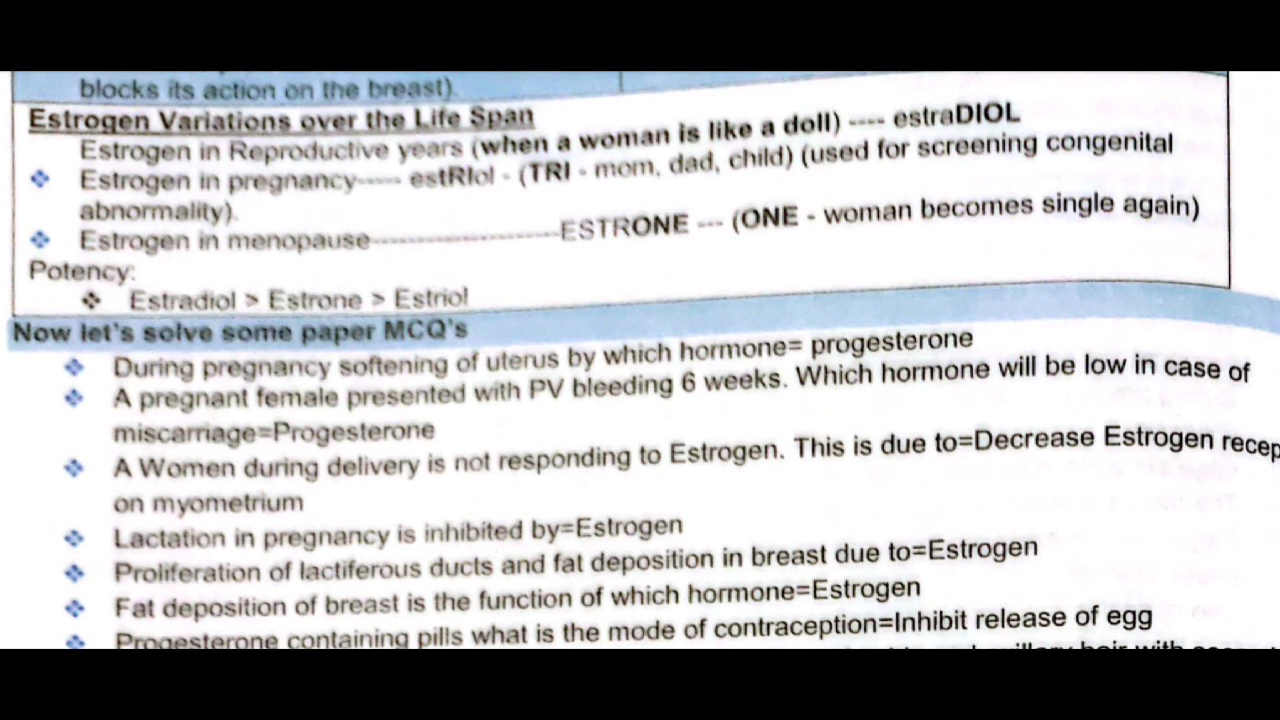 blocks its action on the breast).
Estrogen Variations over the Life Span
Estrogen in Reproductive years (when a woman is like a doll) ---- estraDIOL
❖ Estrogen in pregnancy----- estRIol - (TRI - mom, dad, child) (used for screening congenital
abnormality).
❖ Estrogen in menopause--------------------ESTRONE --- (ONE - woman becomes single again)
Potency:
❖ Estradiol > Estrone > Estriol
Now let's solve some paper MCQ's
❖ During pregnancy softening of uterus by which hormone= progesterone
❖ A pregnant female presented with PV bleeding 6 weeks. Which hormone will be low in case of
miscarriage=Progesterone
❖ A Women during delivery is not responding to Estrogen. This is due to=Decrease Estrogen recep
on myometrium
❖ Lactation in pregnancy is inhibited by=Estrogen
❖ Proliferation of lactiferous ducts and fat deposition in breast due to=Estrogen
❖ Fat deposition of breast is the function of which hormone=Estrogen
❖ Progesterone containing pills what is the mode of contraception=Inhibit release of egg
hair with